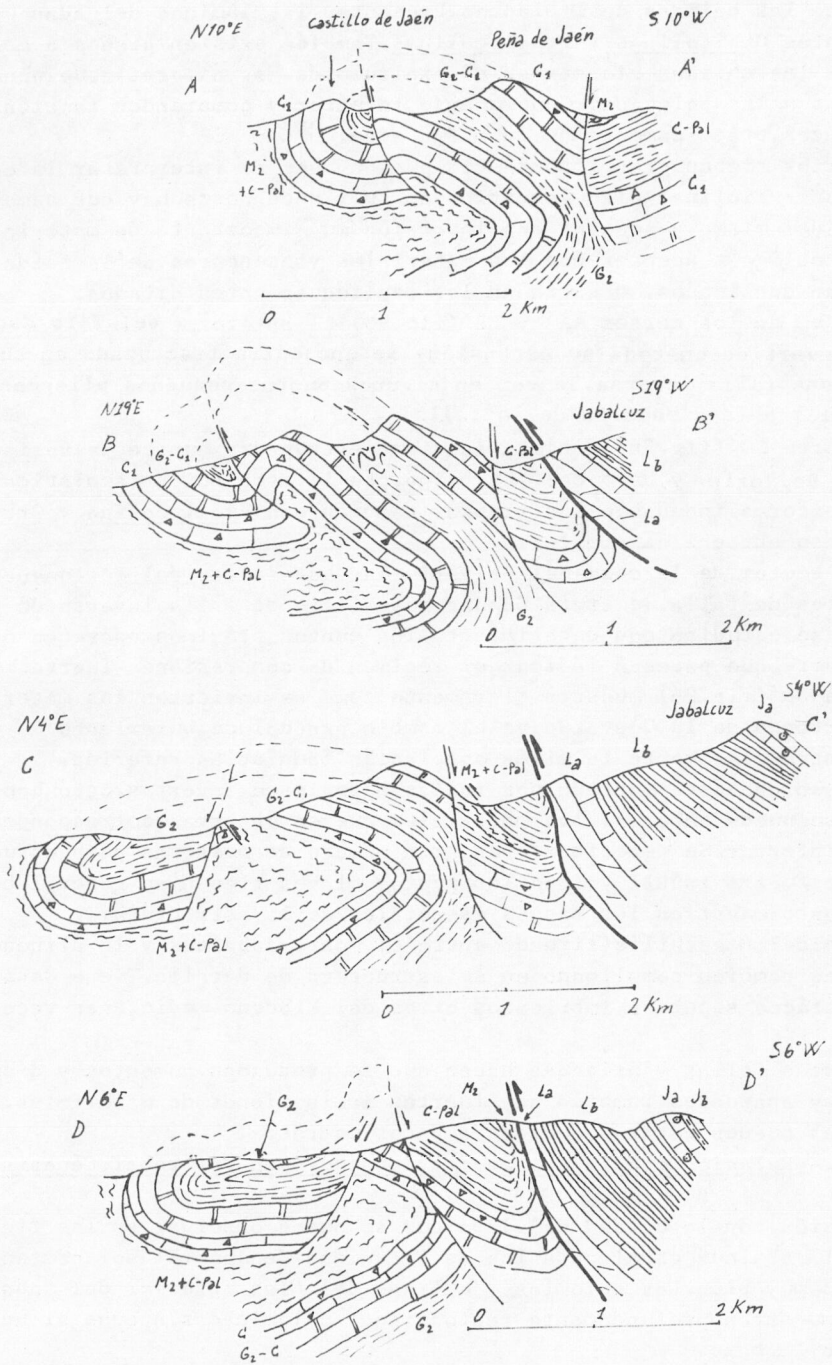 N10°E Castillo de Jaén Peña de Jaén S10°W
A G2-C1 C1 A'
C1 M2
C-Pal
M2
+C-Pal C1
G2
0 1 2 Km
N19°E S19°W
B Jabalcuz B'
C1 G2-C1 C-Pal Lb
La
M2+C-Pal
G2
0 1 2 Km
N4°E S4°W
C Jabalcuz Ja C'
M2+C-Pal La Lb
G2 G2-C1
M2+C-Pal
0 1 2 Km
S6°W
N6°E D'
D G2 C-Pal M2 La Lb Ja Jb
M2+C-Pal
0 1 2 Km
C
G2-C G2